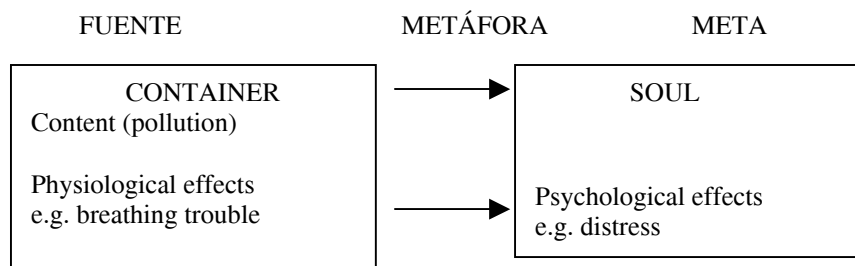 FUENTE METÁFORA META
CONTAINER
Content (pollution)
Physiological effects
e.g. breathing trouble
SOUL
Psychological effects
e.g. distress